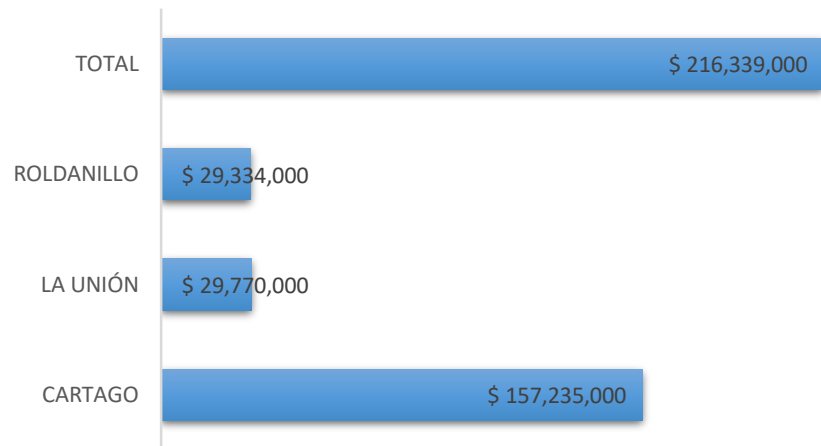 TOTAL $ 216,339,000
ROLDANILLO $ 29,334,000
LA UNIÓN $ 29,770,000
CARTAGO $ 157,235,000